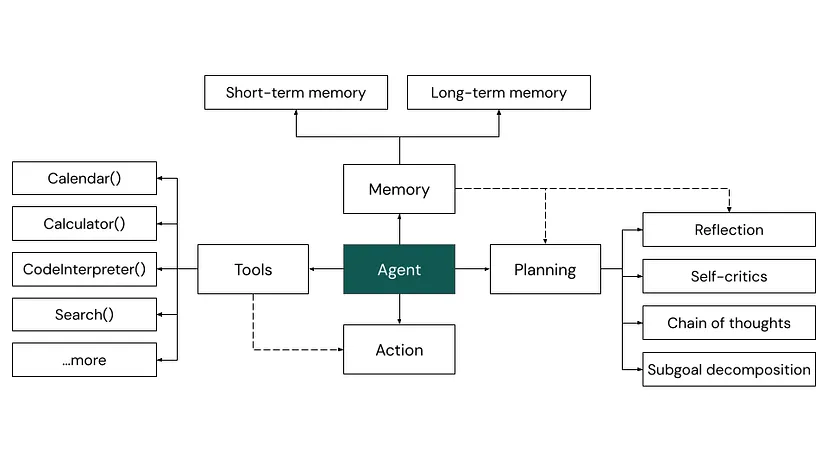 Short-term memory
Long-term memory
Calendar()
Memory
Calculator()
Reflection
CodeInterpreter()
Tools
Agent
Planning
Self-critics
Search()
Chain of thoughts
Action
...more
Subgoal decomposition